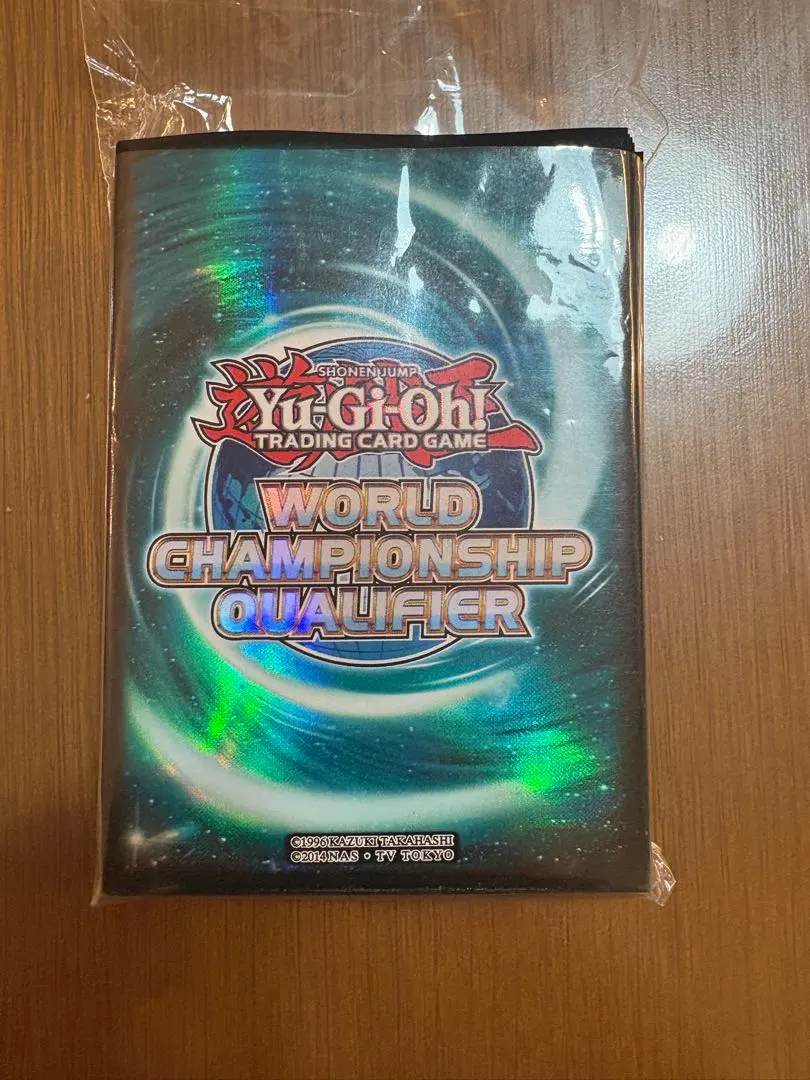 SHONEN JUMP
Yu-Gi-Oh!
TRADING CARD GAME
WORLD
CHAMPIONSHIP
QUALIFIER
©1996 KAZUKI TAKAHASHI
©2014 NAS • TV TOKYO